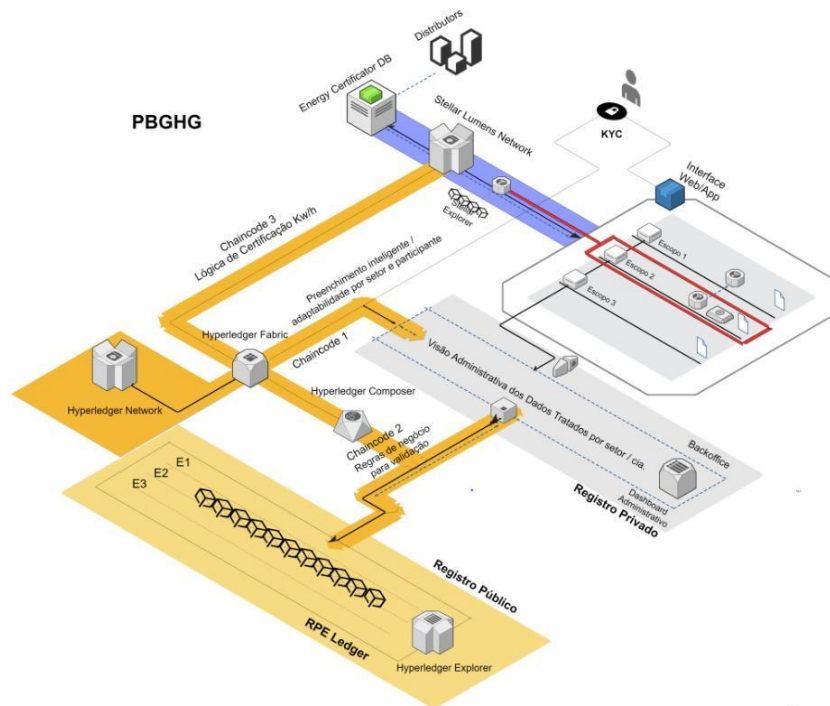 Distributors
Energy Certificator DB
PBGHG
Stellar Lumens Network
KYC
Interface
Web/App
Stellar
Explorer
Chaincode 3
Lógica de Certificação Kw/h
Escopo 1
Escopo 2
Escopo 3
Preenchimento inteligente /
adaptabilidade por setor e participante
Hyperledger Fabric
Chaincode 1
Hyperledger Network
Hyperledger Composer
Visão Administrativa dos Dados Tratados por setor / cia.
Chaincode 2
Regras de negócio
para validação
Backoffice
Dashboard
Administrativo
Registro Privado
E1
E2
E3
Registro Público
RPE Ledger
Hyperledger Explorer